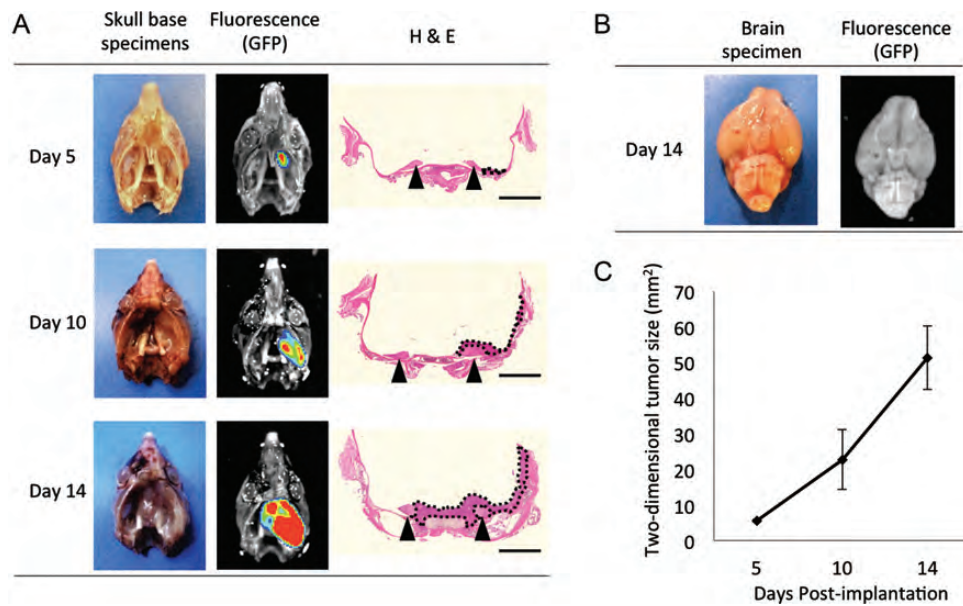 A
Skull base
specimens
Fluorescence
(GFP)
H & E
Day 5
Day 10
Day 14
B
Brain
specimen
Fluorescence
(GFP)
Day 14
C
Two-dimensional tumor size (mm²)
70
60
50
40
30
20
10
0
5 10 14
Days Post-implantation